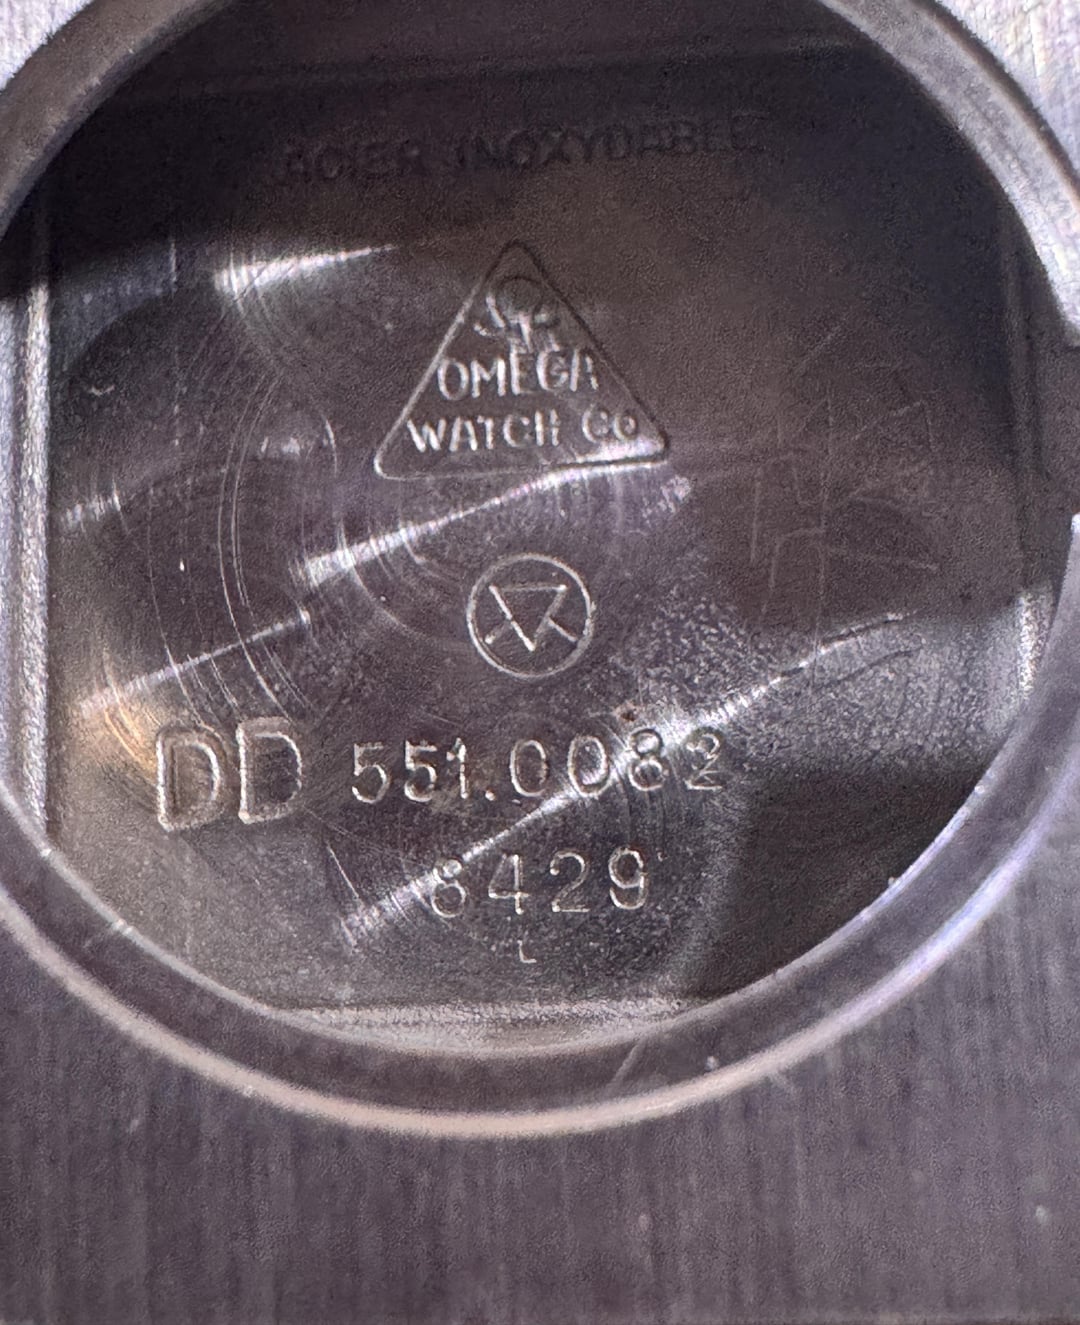 ACIER INOXYDABLE
OMEGA
WATCH Co
DD 551.0082
8429
L